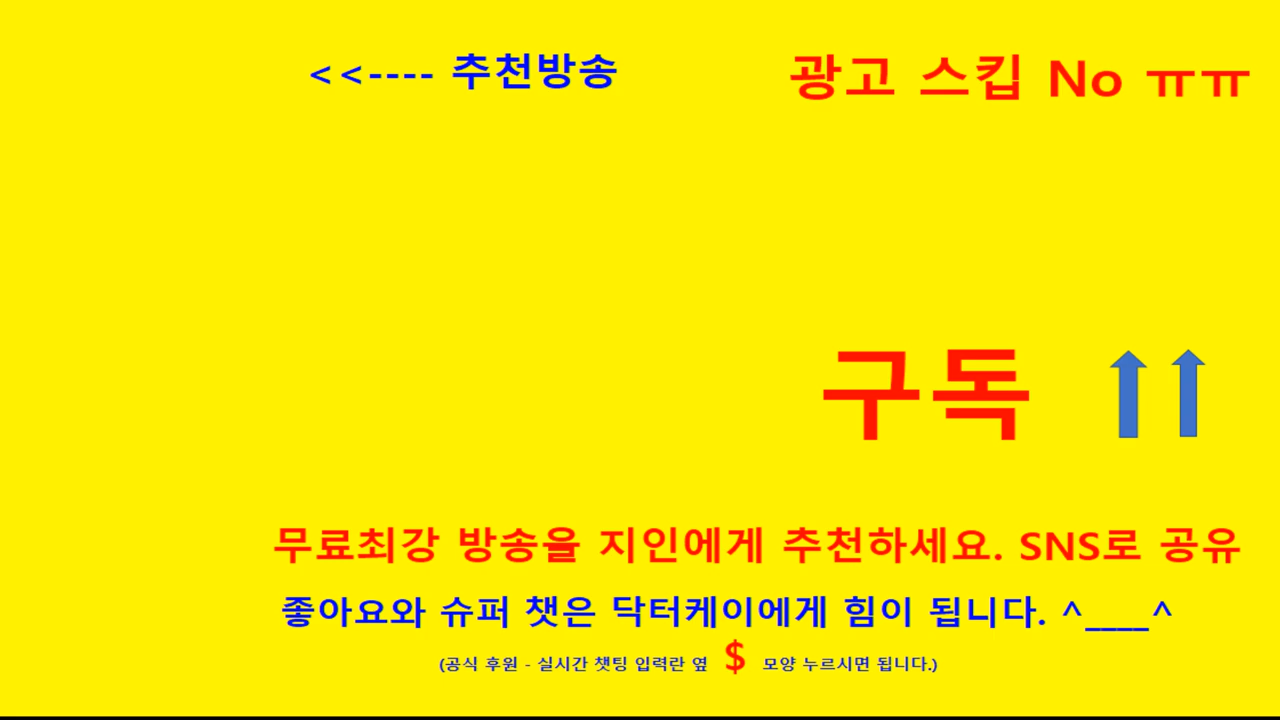 <<---- 추천방송
광고 스킵 No ㅠㅠ
구독
무료최강 방송을 지인에게 추천하세요. SNS로 공유
좋아요와 슈퍼 챗은 닥터케이에게 힘이 됩니다. ^____^
(공식 후원 - 실시간 챗팅 입력란 옆 $ 모양 누르시면 됩니다.)